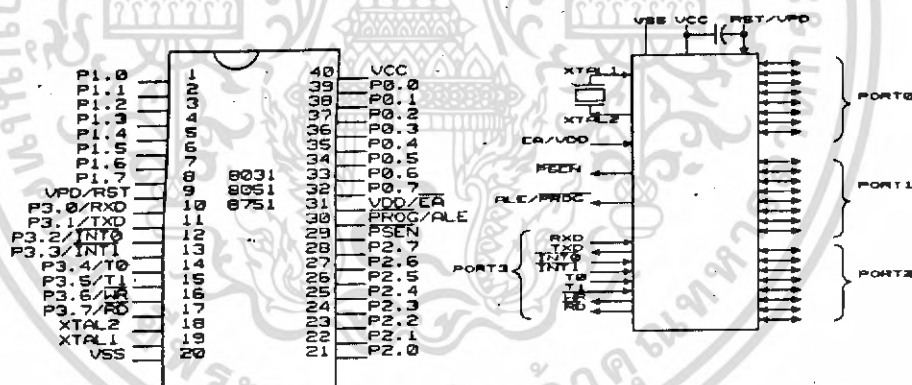 P1.0 1 40 VCC
P1.1 2 39 P0.0
P1.2 3 38 P0.1
P1.3 4 37 P0.2
P1.4 5 36 P0.3
P1.5 6 35 P0.4
P1.6 7 34 P0.5
P1.7 8 8031 33 P0.6
VPD/RST 9 8051 32 P0.7
P3.0/RXD 10 8751 31 VDD/EA
P3.1/TXD 11 30 PROG/ALE
P3.2/INT0 12 29 PSEN
P3.3/INT1 13 28 P2.7
P3.4/T0 14 27 P2.6
P3.5/T1 15 26 P2.5
P3.6/WR 16 25 P2.4
P3.7/RD 17 24 P2.3
XTAL2 18 23 P2.2
XTAL1 19 22 P2.1
VSS 20 21 P2.0
VSS VCC RST/VPD
XTAL1
XTAL2
EA/VDD
PSEN
ALE/PROG
PORT3
RXD
TXD
INT0
INT1
T0
T1
WR
RD
PORT0
PORT1
PORT2